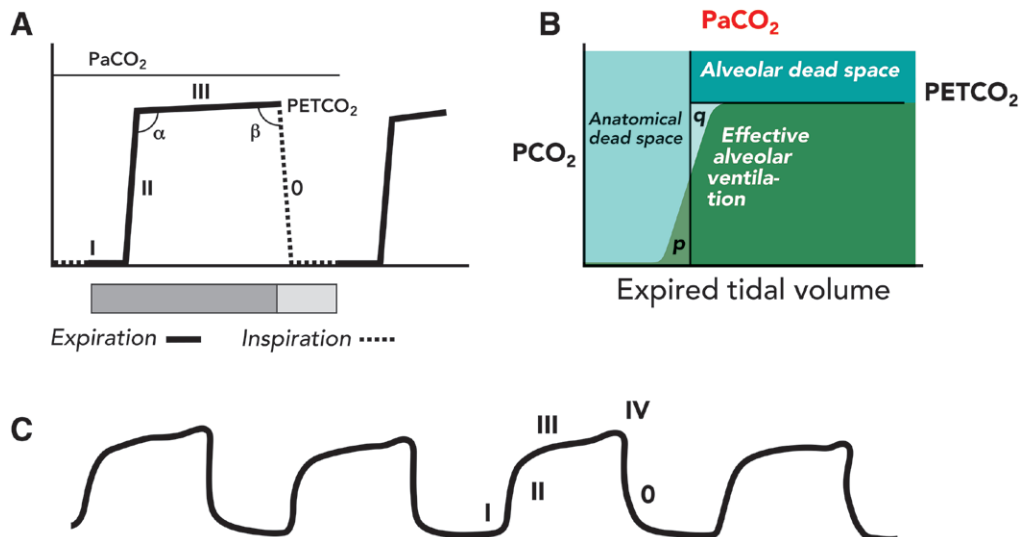 A
PaCO₂
III
PETCO₂
α
β
II
0
I
Expiration
Inspiration
B
PaCO₂
Alveolar dead space
PETCO₂
Anatomical
dead space
q
Effective
alveolar
ventila-
tion
PCO₂
p
Expired tidal volume
C
IV
III
II
0
I